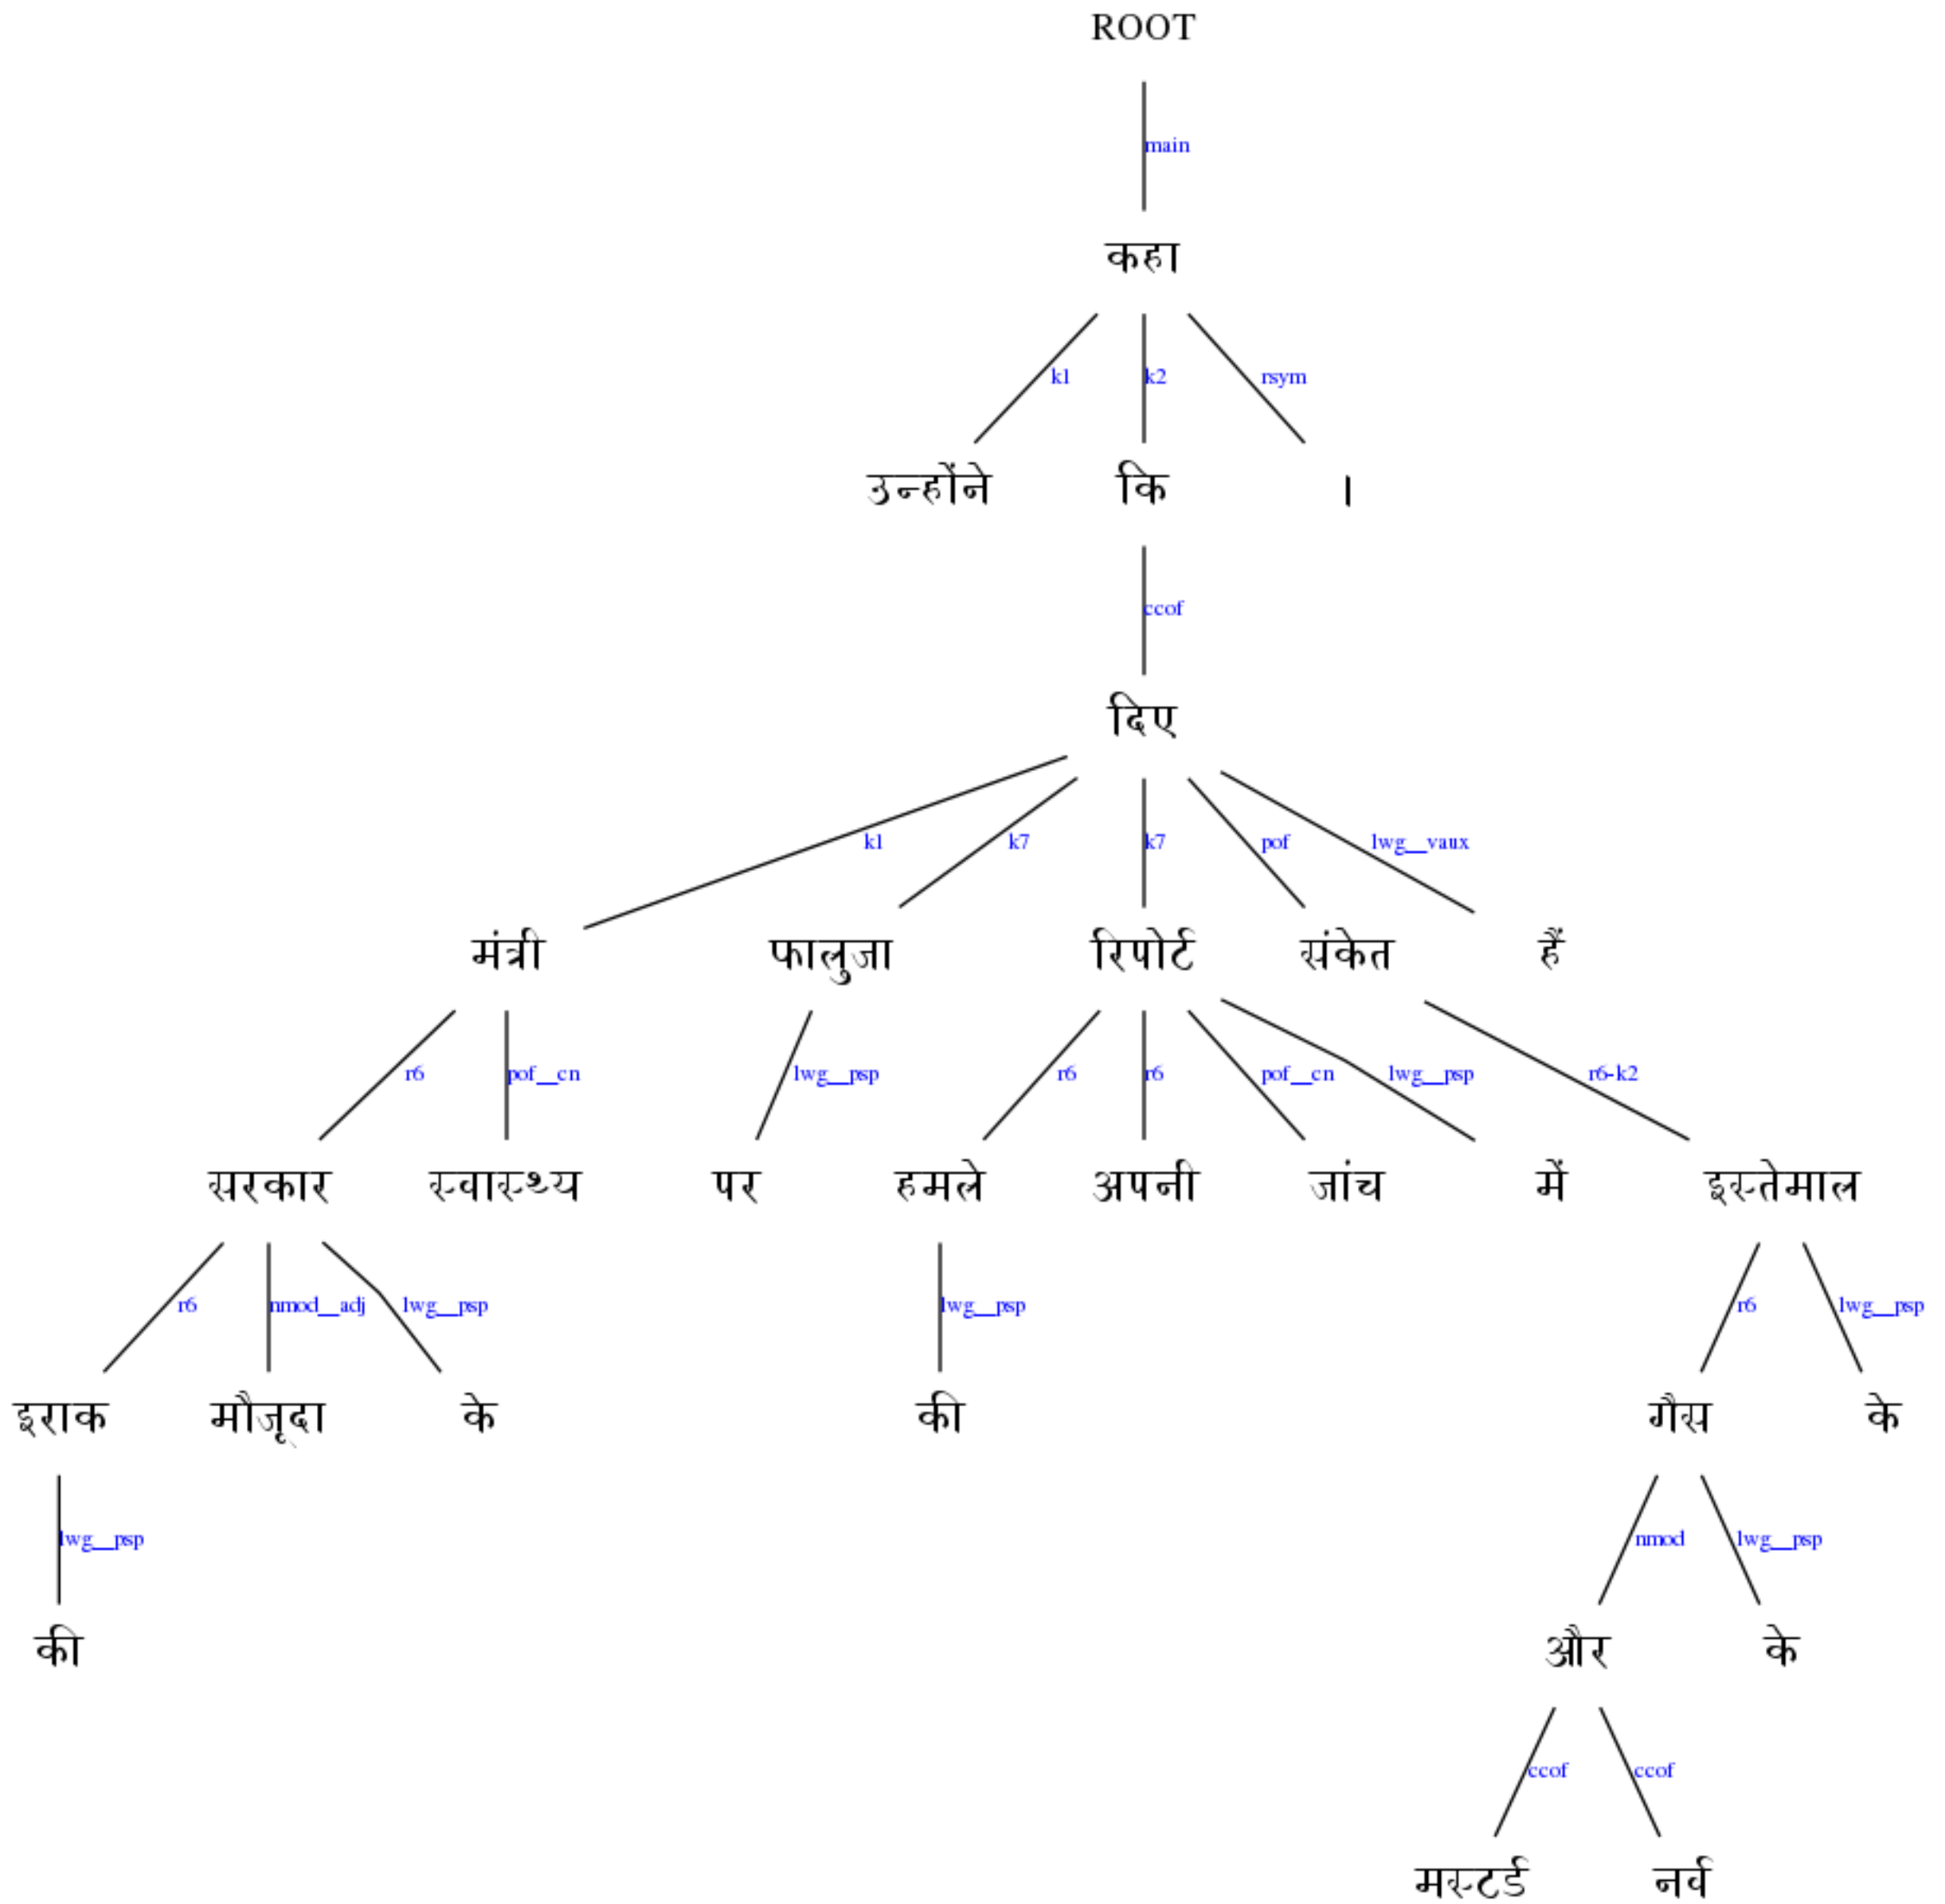 ROOT
main
कहा
k1 k2 rsym
उन्होंने कि ।
ccof
दिए
k1 k7 k7 pof lwg__vaux
मंत्री फालुजा रिपोर्ट संकेत हैं
r6 pof__cn lwg__psp r6 r6 pof__cn lwg__psp r6-k2
सरकार स्वास्थ्य पर हमले अपनी जांच में इस्तेमाल
r6 nmod__adj lwg__psp lwg__psp r6 lwg__psp
इराक मौजूदा के की गैस के
lwg__psp nmod lwg__psp
की और के
ccof ccof
मस्टर्ड नर्व